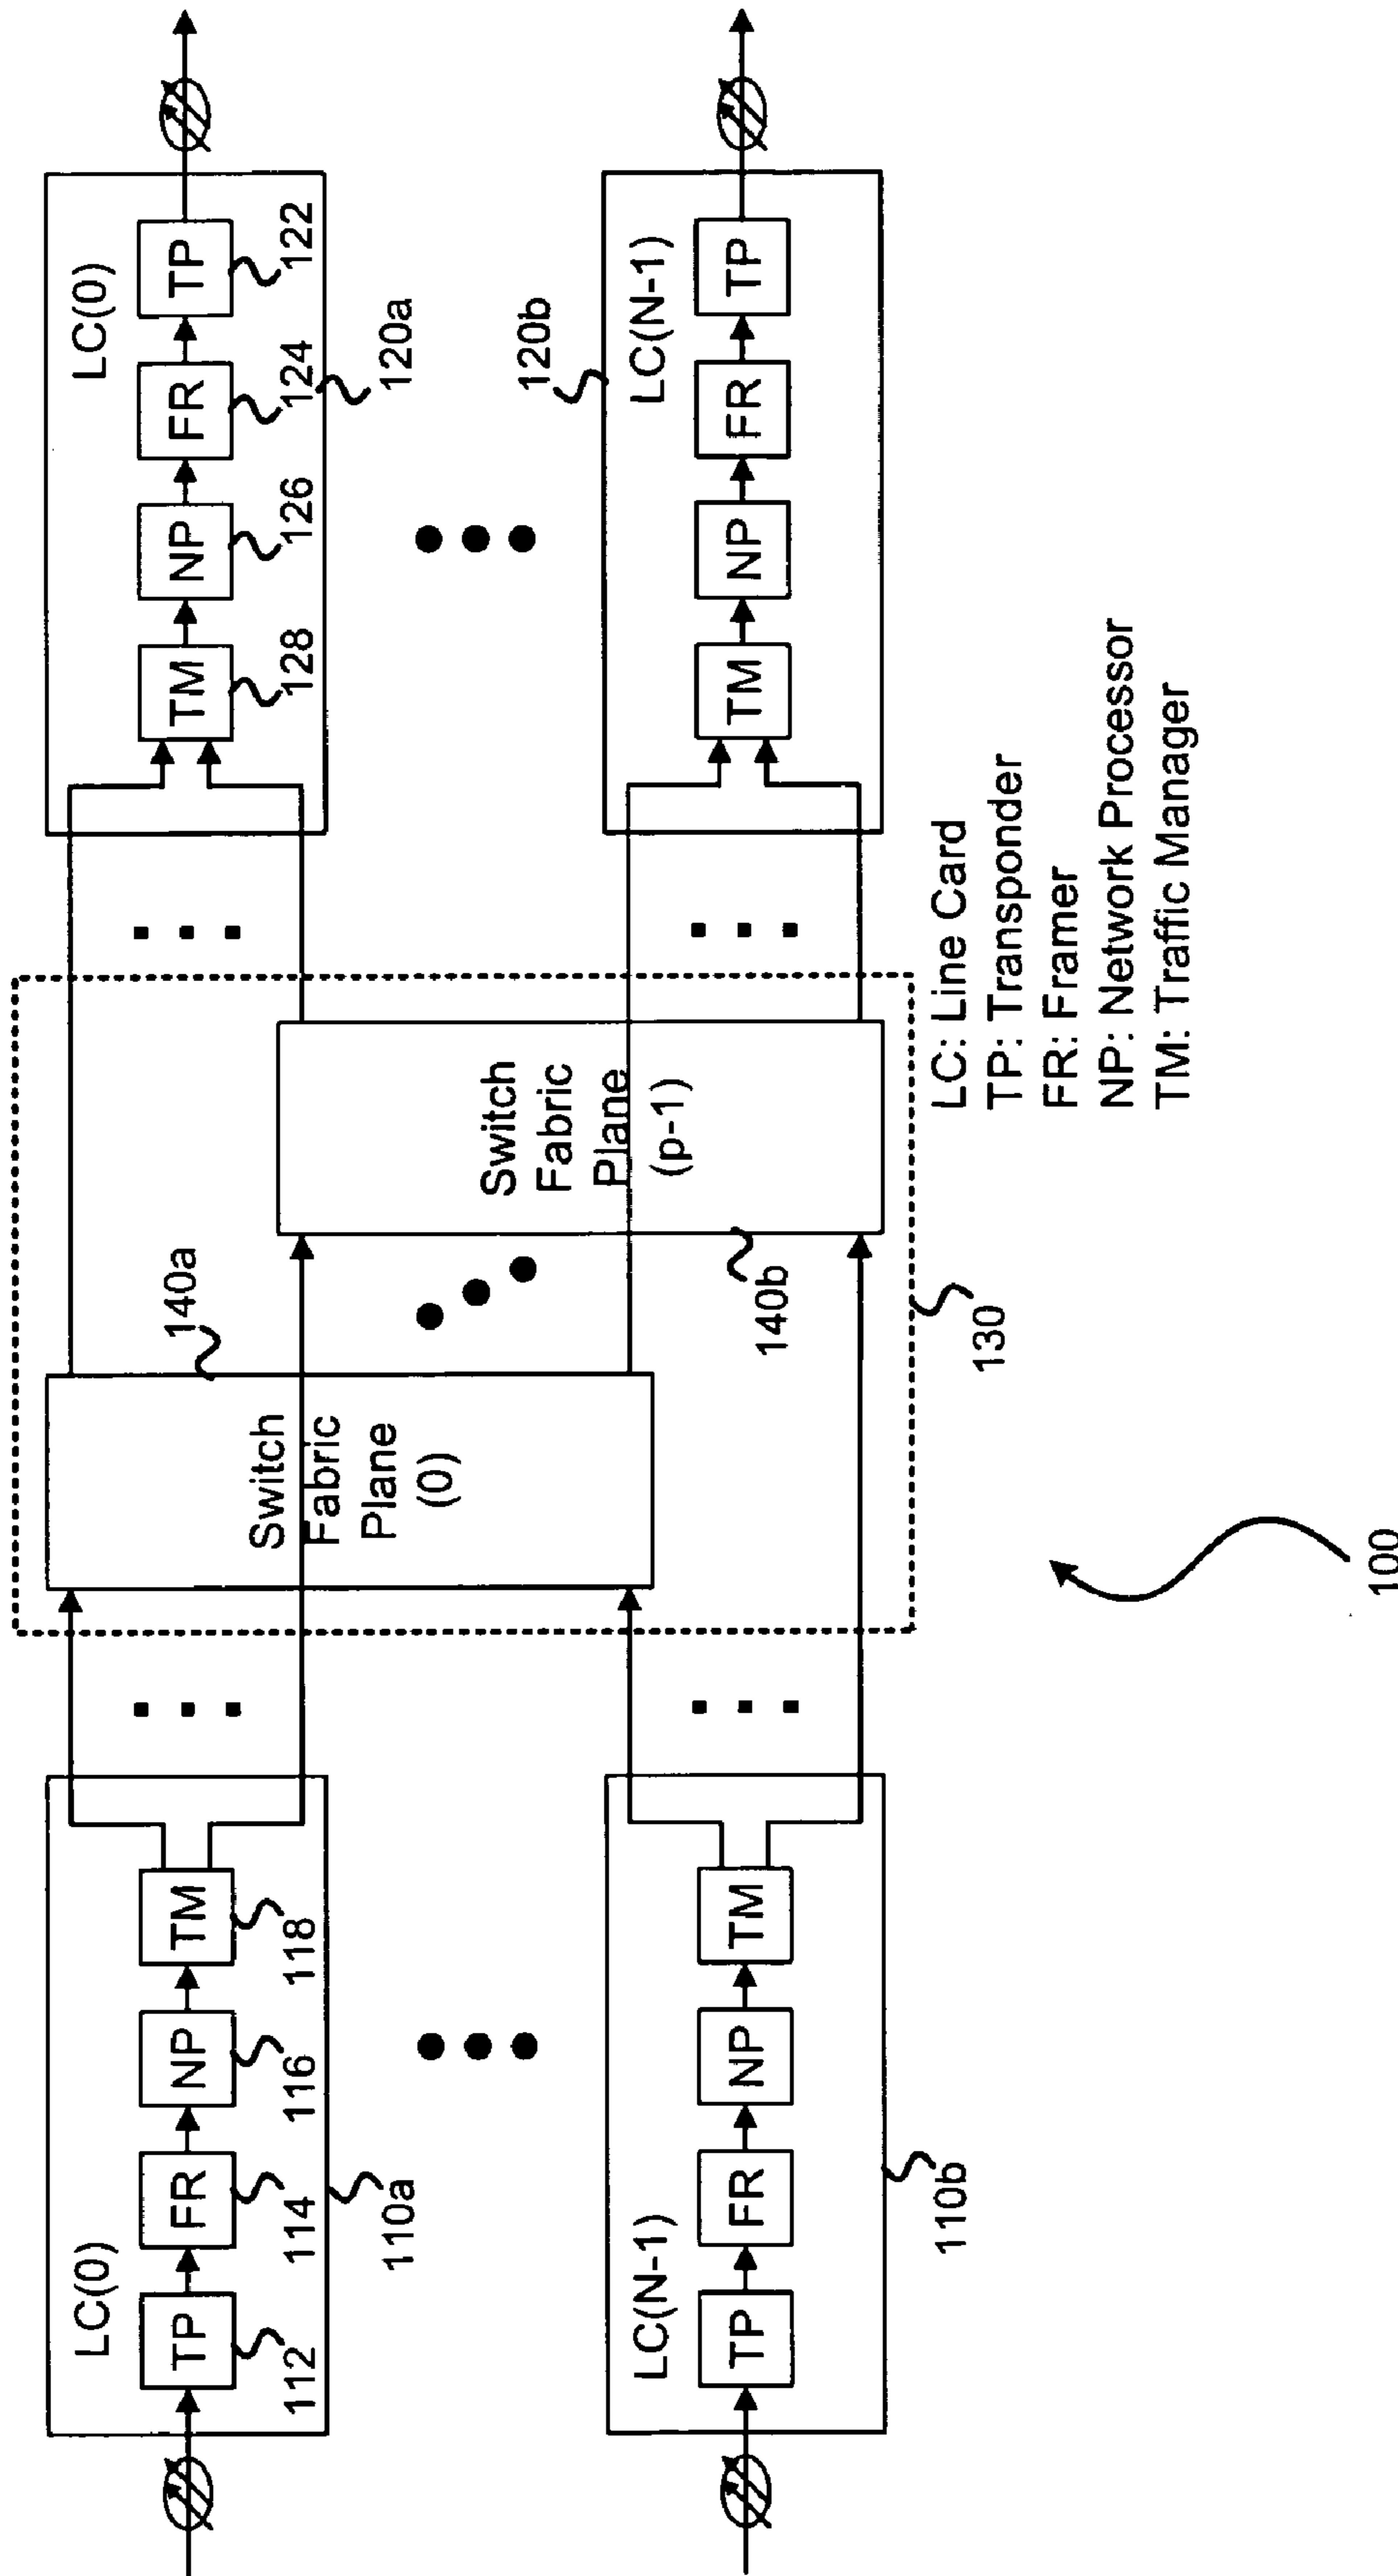 LC(0)
TP
FR
NP
TM
112
114
116
118
110a
LC(N-1)
TP
FR
NP
TM
110b
Switch
Fabric
Plane
(0)
140a
Switch
Fabric
Plane
(p-1)
140b
130
LC(0)
TM
NP
FR
TP
128
126
124
122
120a
120b
LC(N-1)
TM
NP
FR
TP
LC: Line Card
TP: Transponder
FR: Framer
NP: Network Processor
TM: Traffic Manager
100